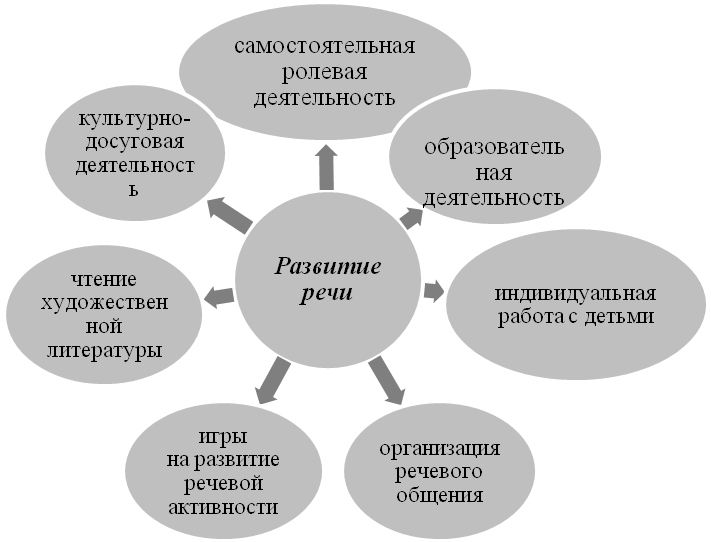 самостоятельная
ролевая
деятельность
образователь
ная
деятельность
индивидуальная
работа с детьми
организация
речевого
общения
игры
на развитие
речевой
активности
чтение
художествен
ной
литературы
культурно-
досуговая
деятельност
ь
Развитие
речи